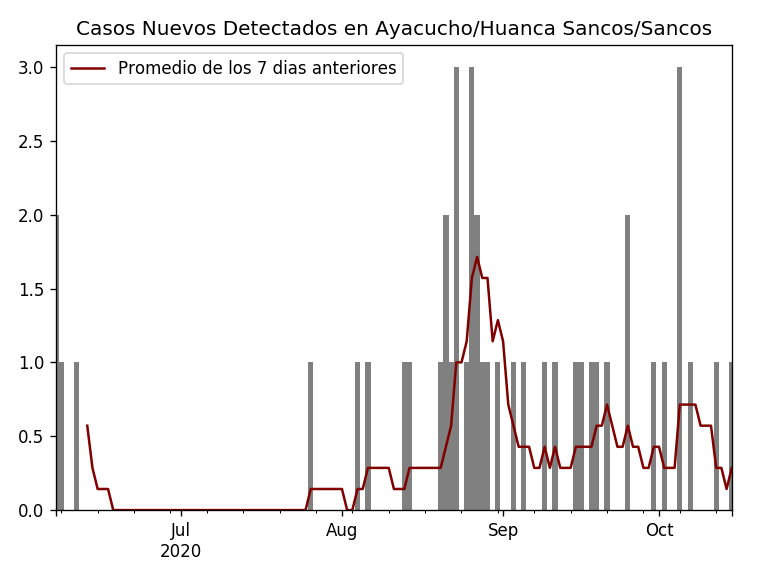 Casos Nuevos Detectados en Ayacucho/Huanca Sancos/Sancos
Promedio de los 7 dias anteriores
3.0
2.5
2.0
1.5
1.0
0.5
0.0
Jul Aug Sep Oct
2020